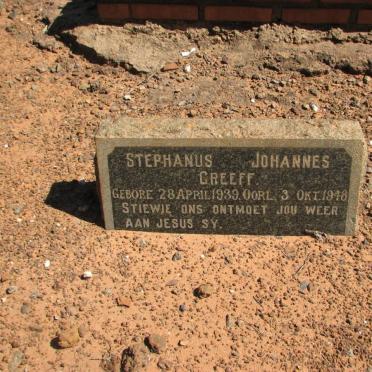 STEPHANUS JOHANNES
GREEFF.
GEBORE 28 APRIL 1939. OORL. 3 OKT. 1948
STIEWIE ONS ONTMOET JOU WEER
AAN JESUS SY.